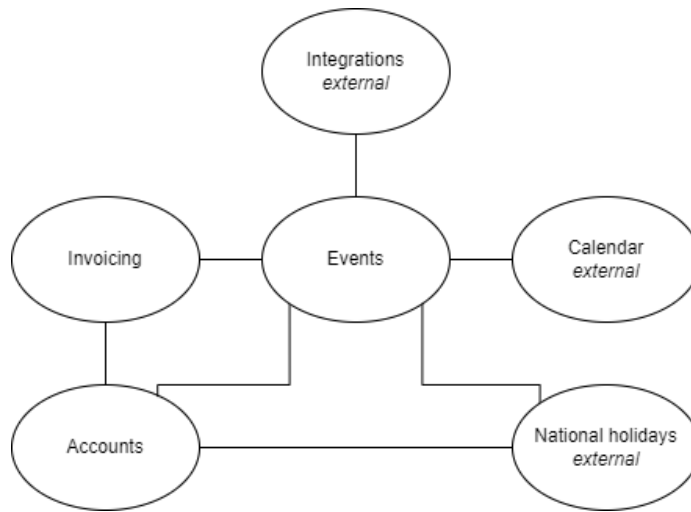 Integrations
external
Invoicing
Events
Calendar
external
Accounts
National holidays
external